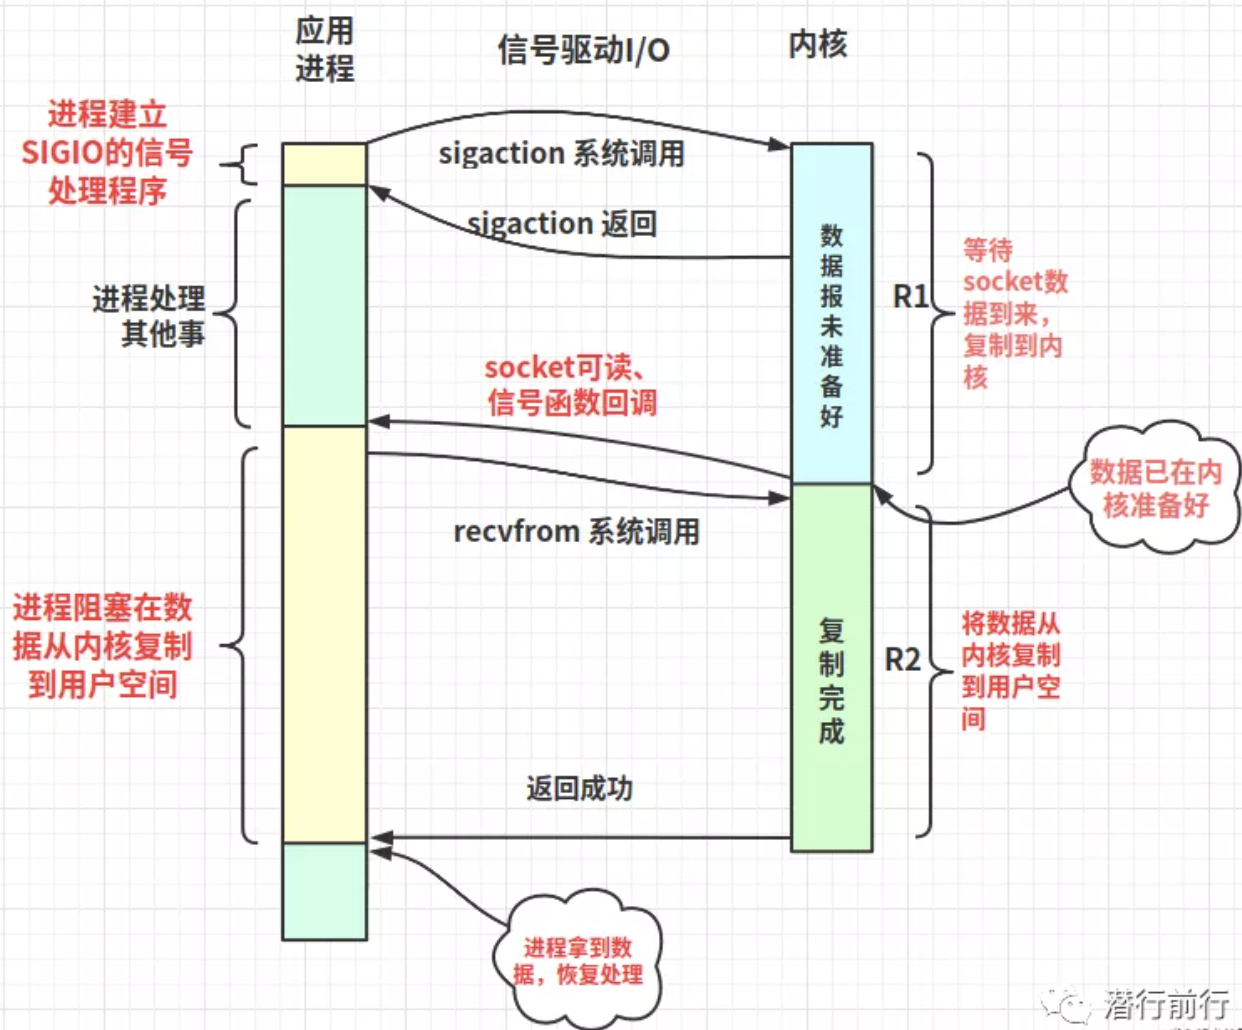 应用
进程
信号驱动I/O
内核
进程建立
SIGIO的信号
处理程序
sigaction 系统调用
sigaction 返回
进程处理
其他事
数
据
报
未
准
备
好
R1
等待
socket数
据到来，
复制到内
核
socket可读、
信号函数回调
数据已在内
核准备好
recvfrom 系统调用
进程阻塞在数
据从内核复制
到用户空间
复
制
完
成
R2
将数据从
内核复制
到用户空
间
返回成功
进程拿到数
据，恢复处理
潜行前行